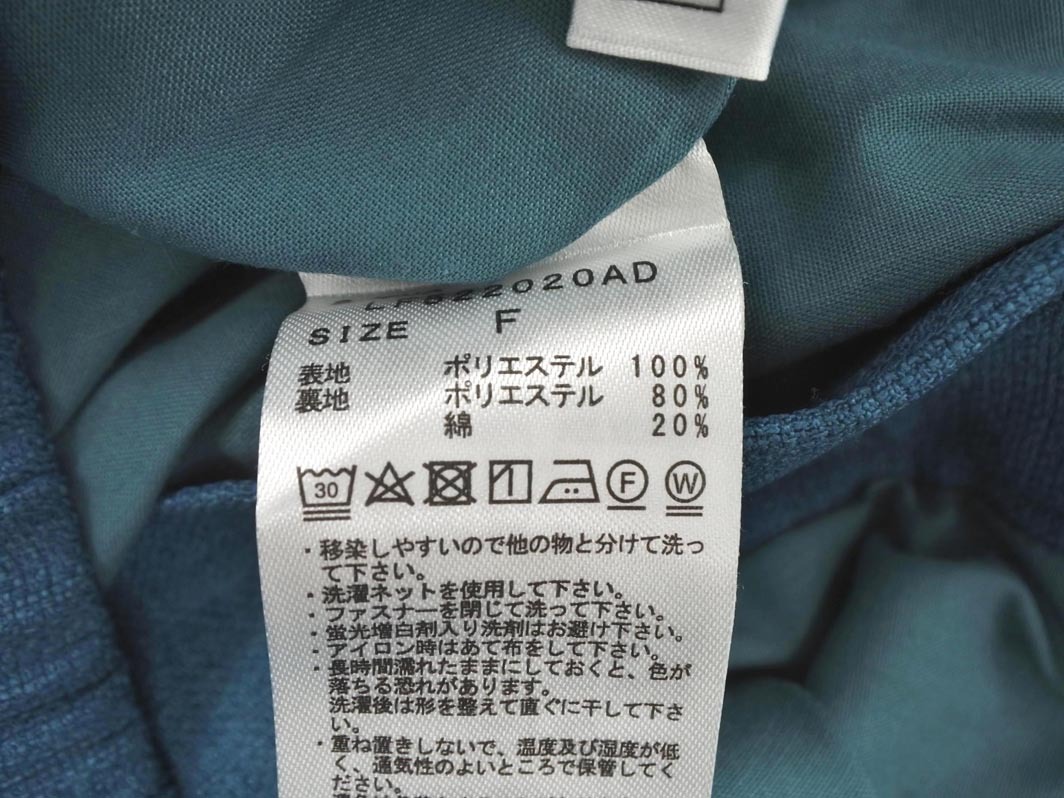 SIZE F
表地 ポリエステル 100%
裏地 ポリエステル 80%
綿 20%
30 F W
・移染しやすいので他の物と分けて洗っ
て下さい。
・洗濯ネットを使用して下さい。
・ファスナーを閉じて洗って下さい。
・蛍光増白剤入り洗剤はお避け下さい。
・アイロン時はあて布をして下さい。
・長時間濡れたままにしておくと、色が
落ちる恐れがあります。
洗濯後は形を整えて直ぐに干して下さ
い。
・重ね置きしないで、温度及び湿度が低
く、通気性のよいところで保管してく
ださい。